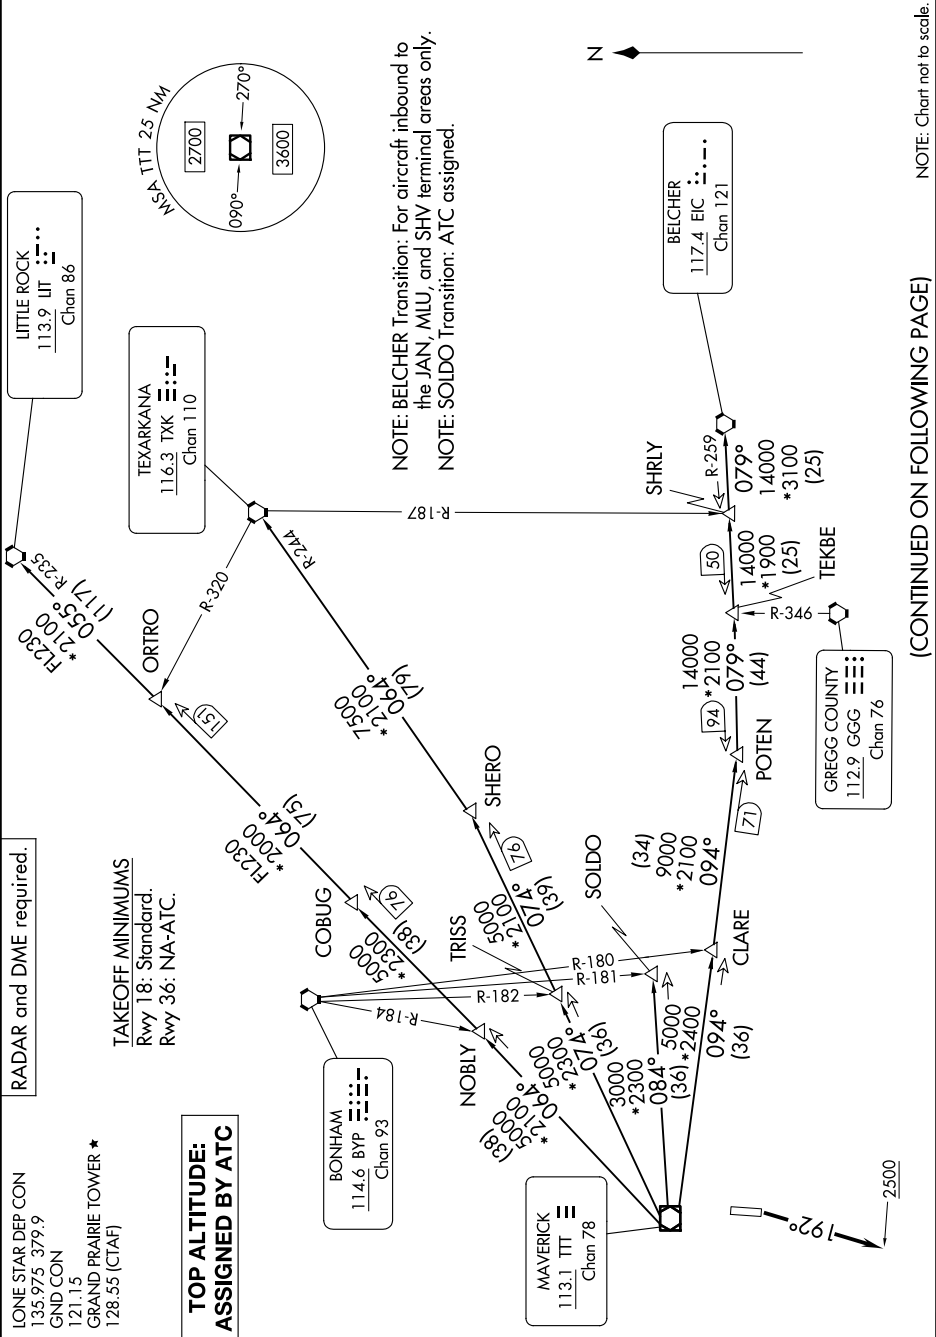 LONE STAR DEP CON
135.975 379.9
GND CON
121.15
GRAND PRAIRIE TOWER ★
128.55 (CTAF)
RADAR and DME required.
TAKEOFF MINIMUMS
Rwy 18: Standard.
Rwy 36: NA-ATC.
TOP ALTITUDE:
ASSIGNED BY ATC
LITTLE ROCK
113.9 LIT
Chan 86
MSA TTT 25 NM
2700
3600
090°
270°
TEXARKANA
116.3 TXK
Chan 110
NOTE: BELCHER Transition: For aircraft inbound to
the JAN, MLU, and SHV terminal areas only.
NOTE: SOLDO Transition: ATC assigned.
N
R-235
FL230
*2100
055°
(117)
ORTRO
R-320
151
R-244
R-187
FL230
*2000
064°
(75)
7500
*2100
064°
(79)
COBUG
76
5000
*2300
(38)
SHERO
76
5000
*2100
074°
(39)
TRISS
BONHAM
114.6 BYP
Chan 93
R-184
R-182
R-181
R-180
NOBLY
5000
*2100
064°
(38)
5000
*2300
074°
(36)
SOLDO
3000
*2300
084°
(36)
5000
*2400
094°
(36)
CLARE
(34)
9000
*2100
094°
71
POTEN
94
14000
*2100
079°
(44)
TEKBE
R-346
GREGG COUNTY
112.9 GGG
Chan 76
50
14000
*1900
(25)
SHRLY
R-259
079°
14000
*3100
(25)
BELCHER
117.4 EIC
Chan 121
MAVERICK
113.1 TTT
Chan 78
192°
2500
NOTE: Chart not to scale.
(CONTINUED ON FOLLOWING PAGE)